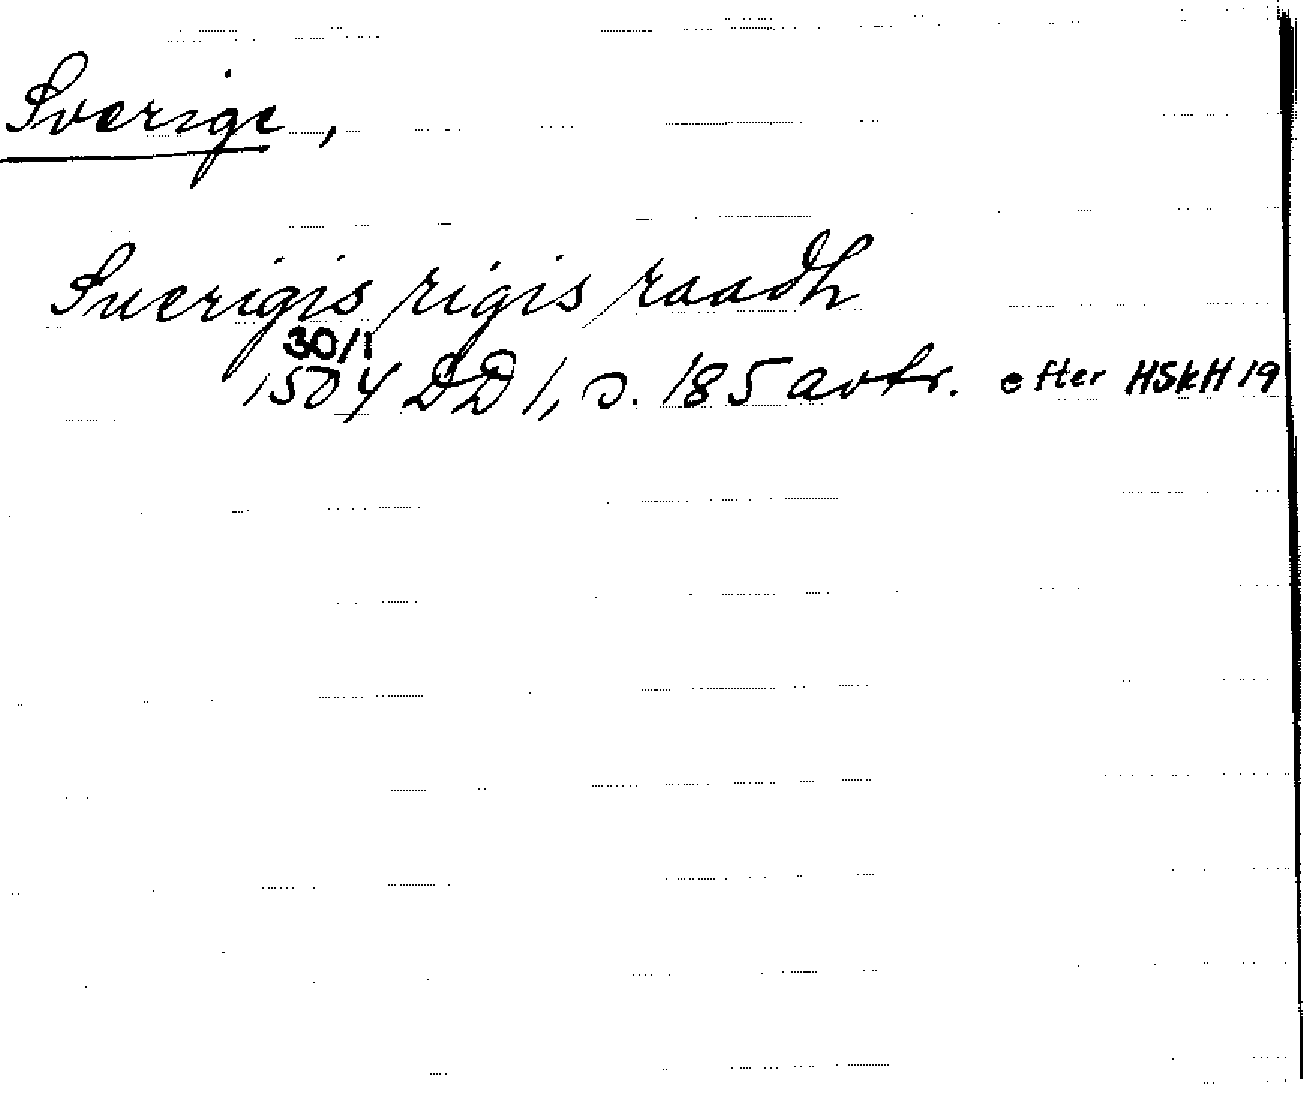 Sverige,
Suerigis rigis raadh
30/1
1504 DD 1, s. 185 avtr. efter HSkH 19